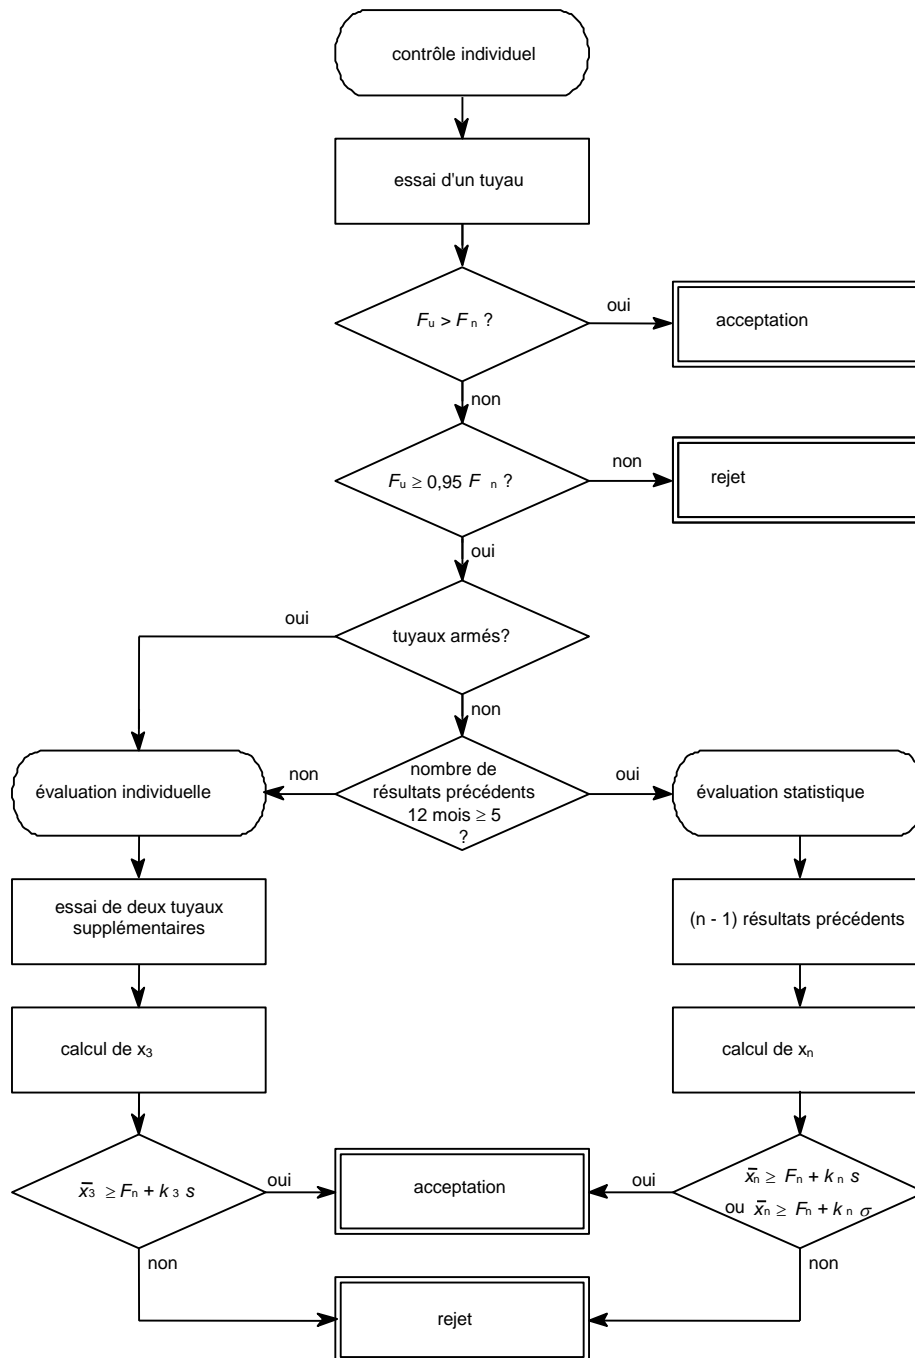 contrôle individuel
essai d'un tuyau
Fu > Fn ?
oui
acceptation
non
Fu ≥ 0,95 Fn ?
non
rejet
oui
tuyaux armés?
oui
non
évaluation individuelle
non
nombre de
résultats précédents
12 mois ≥ 5
?
oui
évaluation statistique
essai de deux tuyaux
supplémentaires
(n - 1) résultats précédents
calcul de x₃
calcul de xₙ
x̄₃ ≥ Fₙ + k₃ s
oui
acceptation
oui
x̄ₙ ≥ Fₙ + kₙ s
ou x̄ₙ ≥ Fₙ + kₙ σ
non
non
rejet